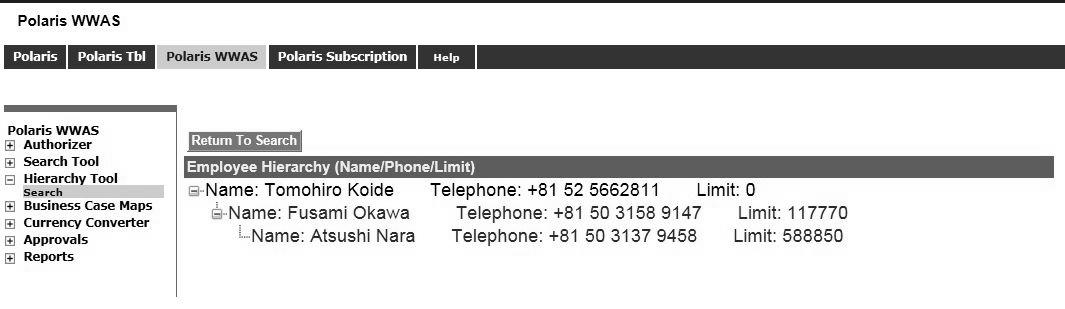 Polaris WWAS
Polaris Polaris Tbl Polaris WWAS Polaris Subscription Help
Polaris WWAS
Authorizer
Search Tool
Hierarchy Tool
Search
Business Case Maps
Currency Converter
Approvals
Reports
Return To Search
Employee Hierarchy (Name/Phone/Limit)
Name: Tomohiro Koide Telephone: +81 52 5662811 Limit: 0
Name: Fusami Okawa Telephone: +81 50 3158 9147 Limit: 117770
Name: Atsushi Nara Telephone: +81 50 3137 9458 Limit: 588850